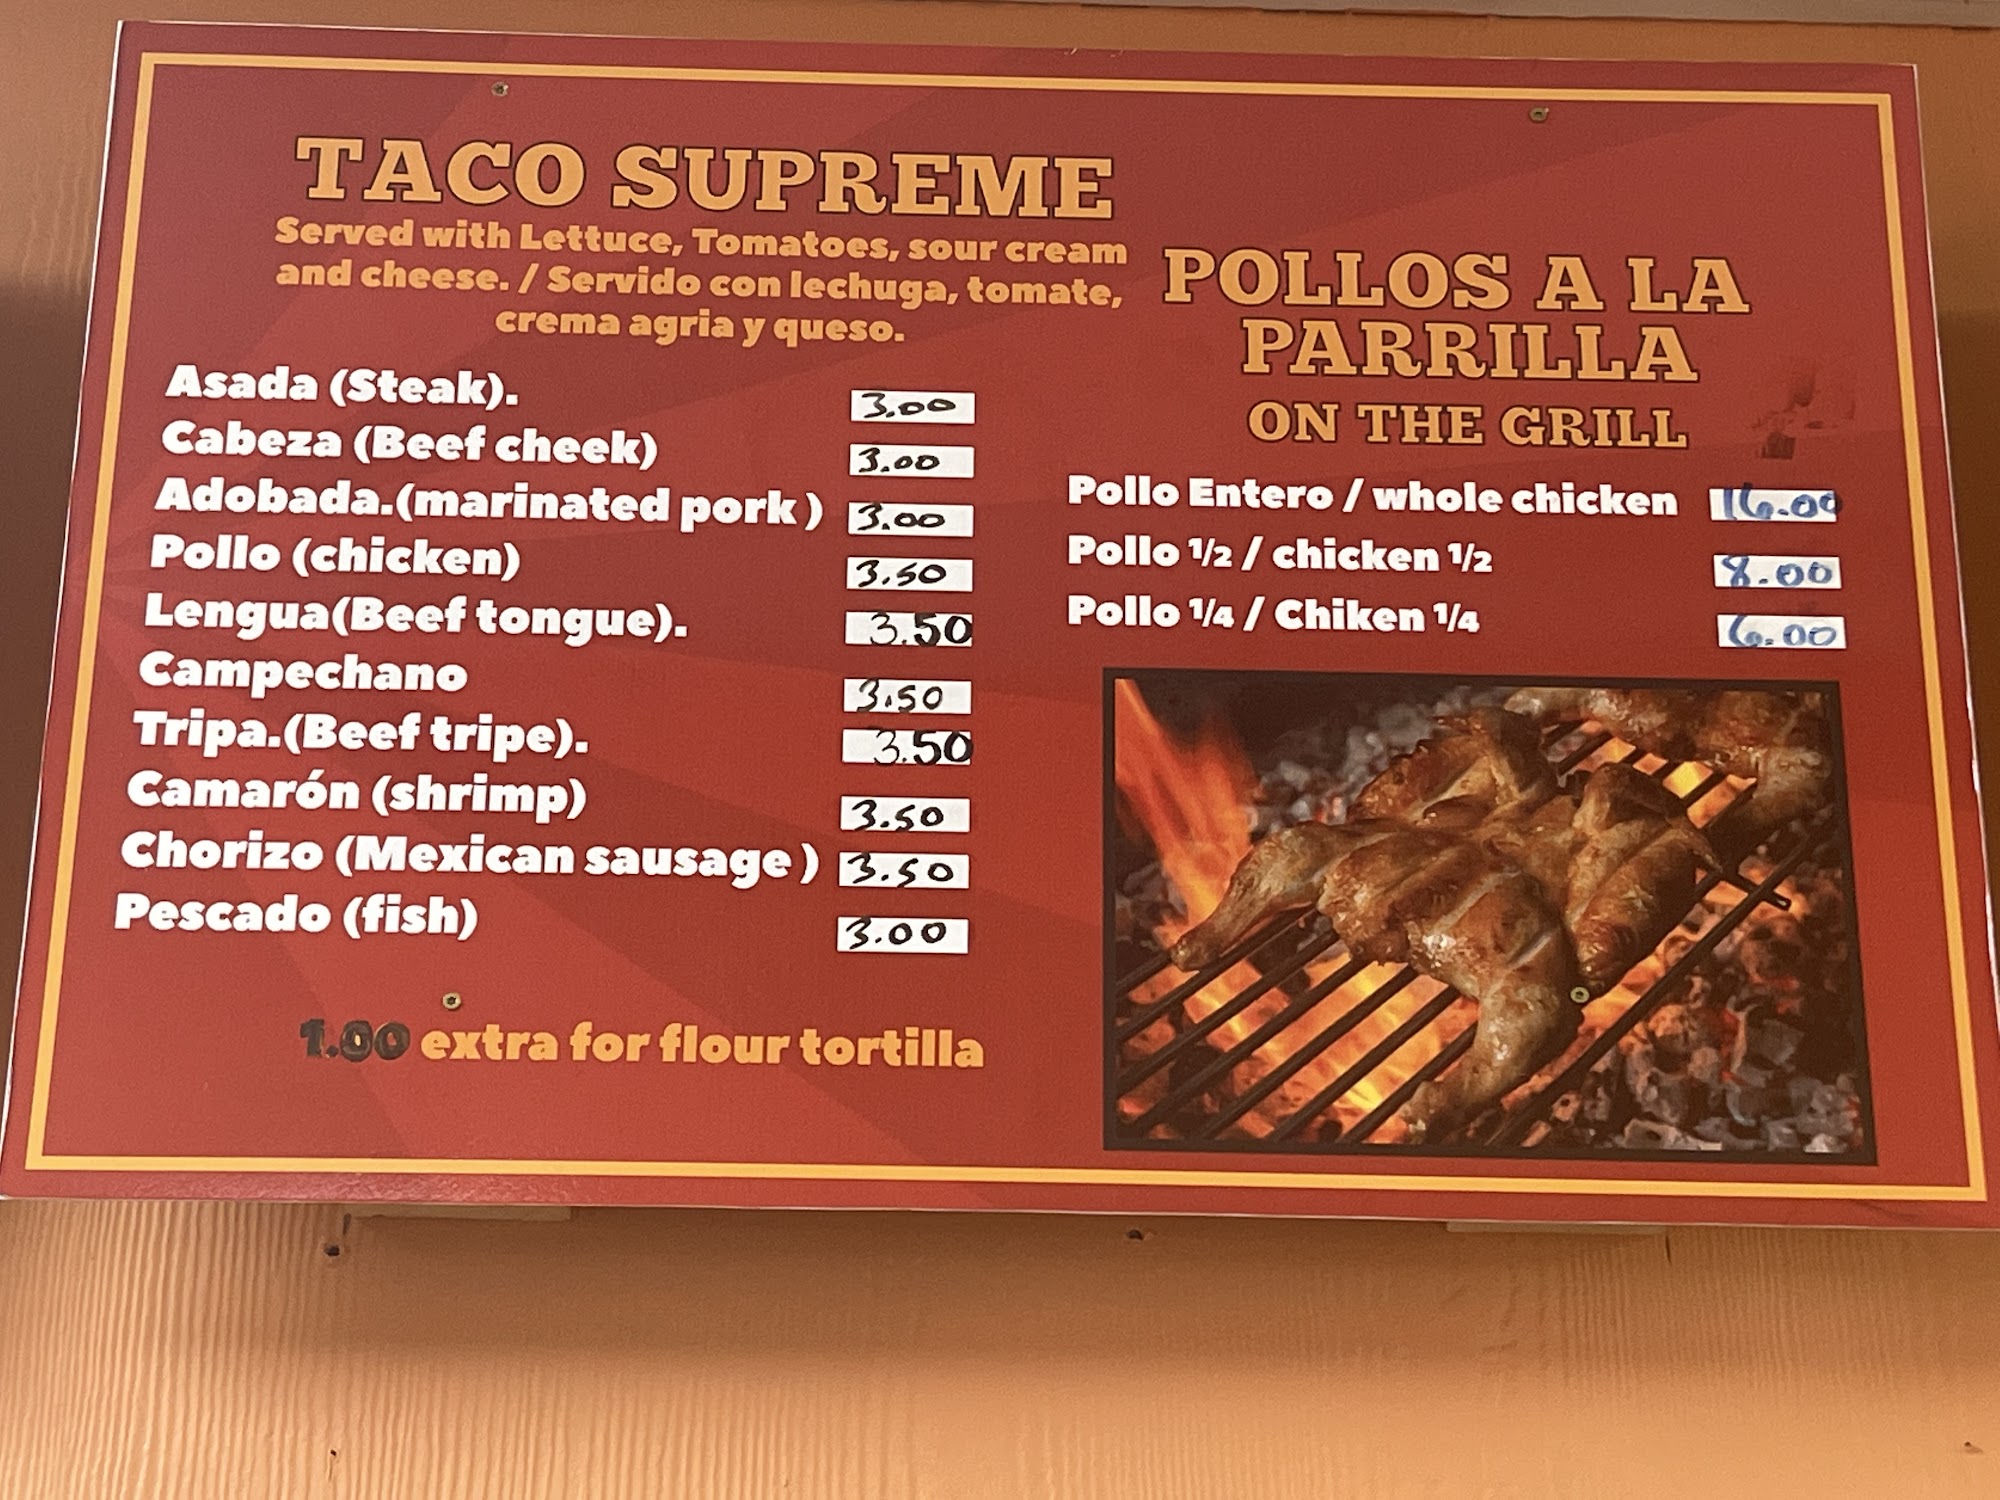 TACO SUPREME
Served with Lettuce, Tomatoes, sour cream
and cheese. / Servido con lechuga, tomate,
crema agria y queso.
Asada (Steak). 3.00
Cabeza (Beef cheek) 3.00
Adobada.(marinated pork) 3.00
Pollo (chicken) 3.50
Lengua(Beef tongue). 3.50
Campechano 3.50
Tripa.(Beef tripe). 3.50
Camarón (shrimp) 3.50
Chorizo (Mexican sausage) 3.50
Pescado (fish) 3.00
1.00 extra for flour tortilla
POLLOS A LA
PARRILLA
ON THE GRILL
Pollo Entero / whole chicken 16.00
Pollo ½ / chicken ½ 8.00
Pollo ¼ / Chiken ¼ 6.00